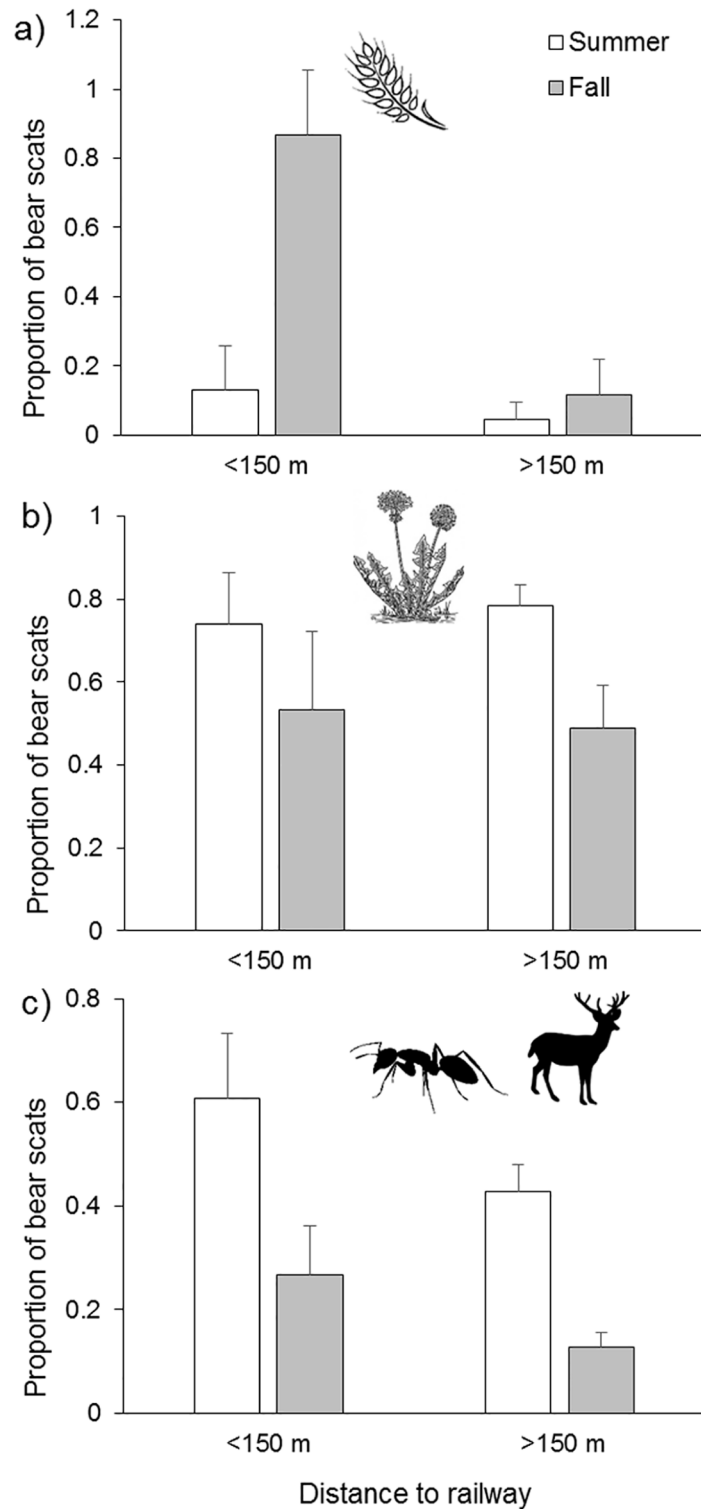 a)
Summer
Fall
Proportion of bear scats
1.2
1
0.8
0.6
0.4
0.2
0
<150 m
>150 m
b)
Proportion of bear scats
1
0.8
0.6
0.4
0.2
0
<150 m
>150 m
c)
Proportion of bear scats
0.8
0.6
0.4
0.2
0
<150 m
>150 m
Distance to railway